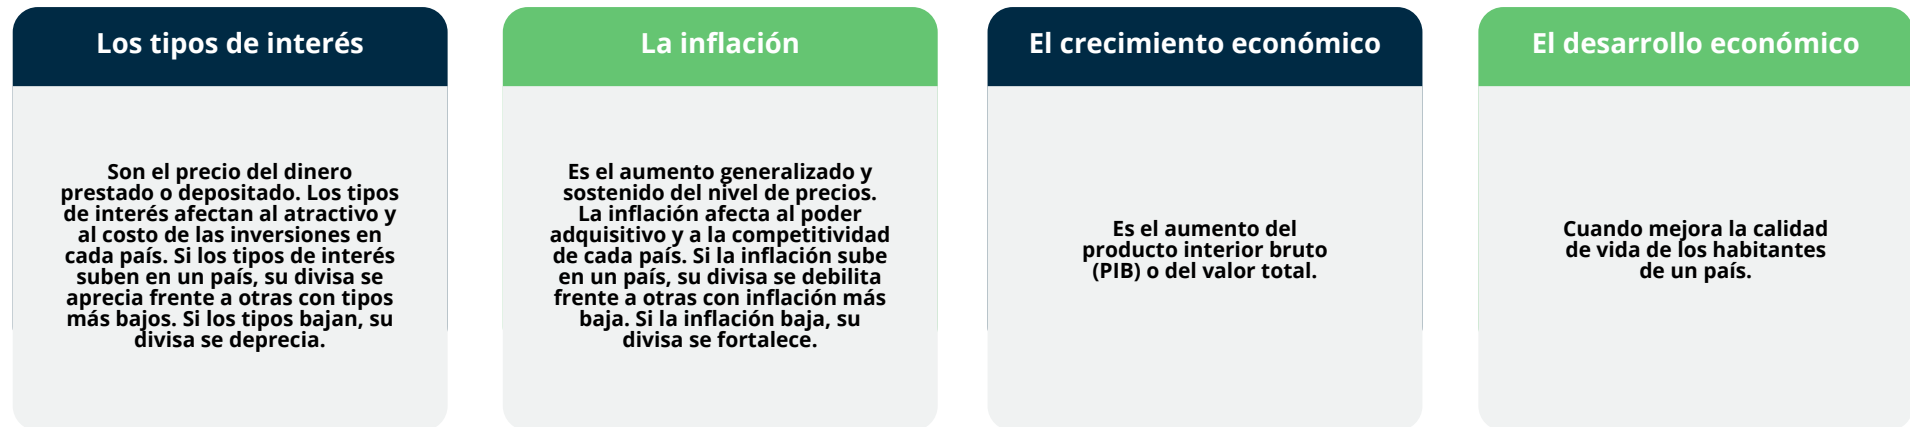 Los tipos de interés
Son el precio del dinero
prestado o depositado. Los tipos
de interés afectan al atractivo y
al costo de las inversiones en
cada país. Si los tipos de interés
suben en un país, su divisa se
aprecia frente a otras con tipos
más bajos. Si los tipos bajan, su
divisa se deprecia.
La inflación
Es el aumento generalizado y
sostenido del nivel de precios.
La inflación afecta al poder
adquisitivo y a la competitividad
de cada país. Si la inflación sube
en un país, su divisa se debilita
frente a otras con inflación más
baja. Si la inflación baja, su
divisa se fortalece.
El crecimiento económico
Es el aumento del
producto interior bruto
(PIB) o del valor total.
El desarrollo económico
Cuando mejora la calidad
de vida de los habitantes
de un país.